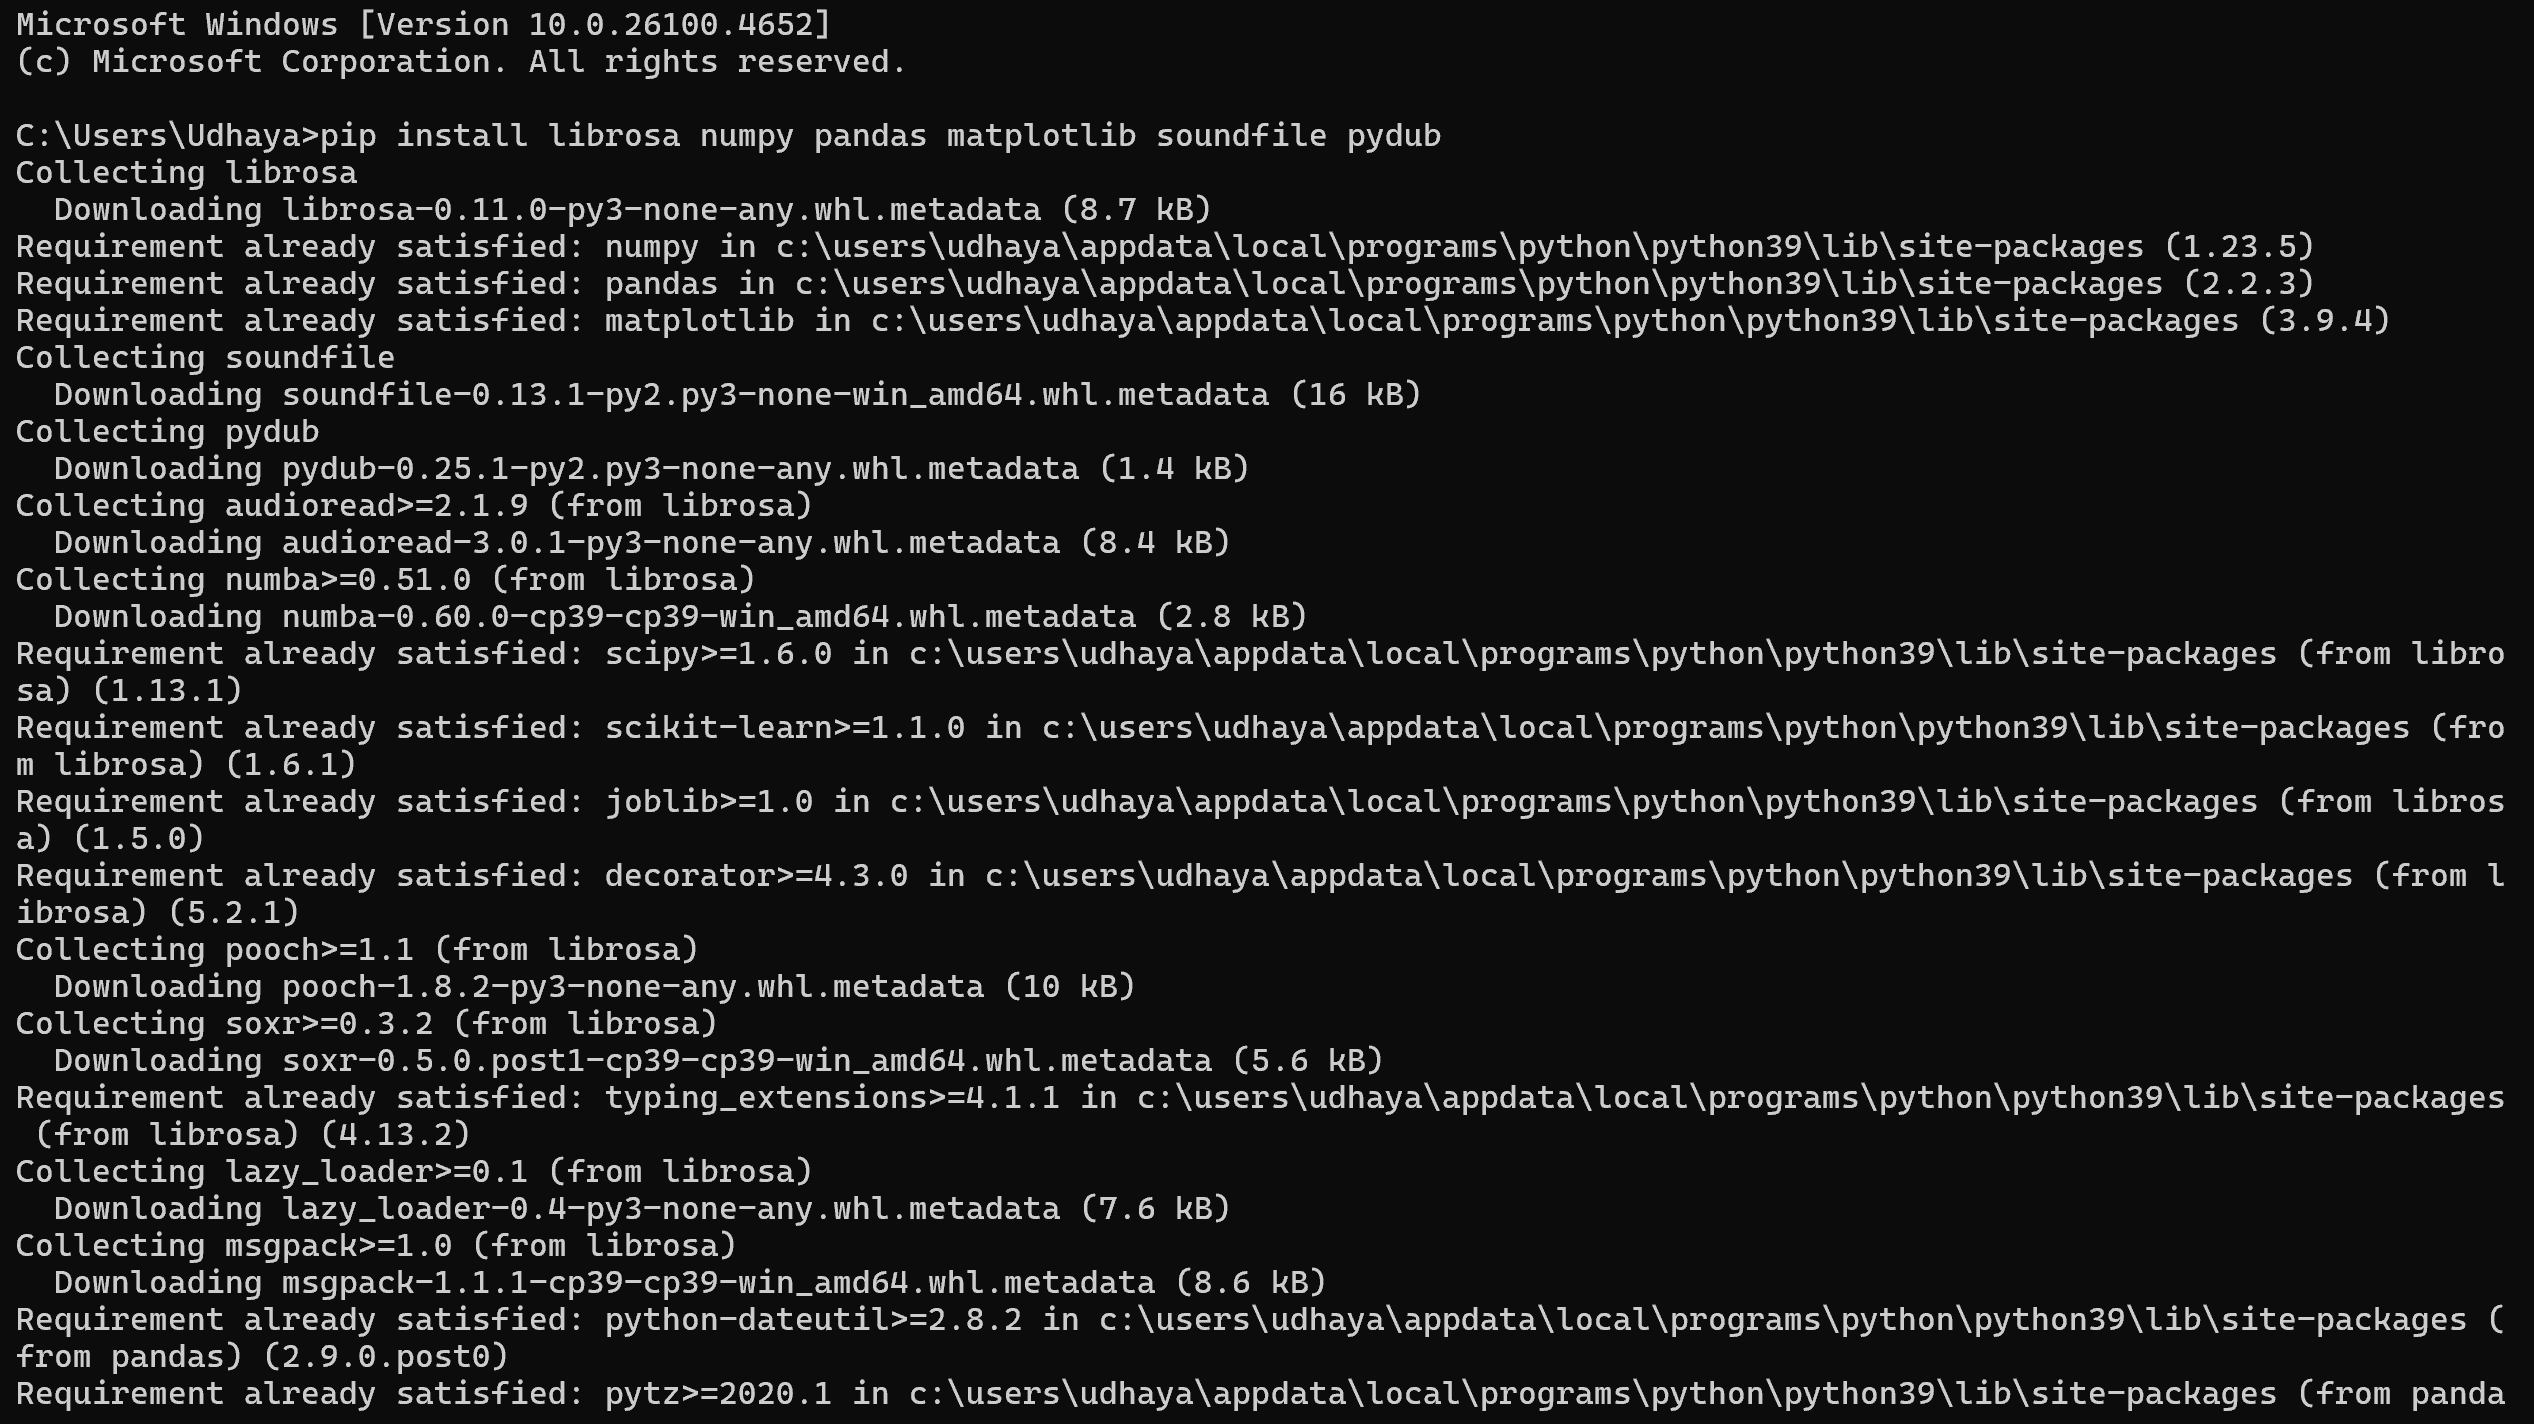 Microsoft Windows [Version 10.0.26100.4652]
(c) Microsoft Corporation. All rights reserved.
C:\Users\Udhaya>pip install librosa numpy pandas matplotlib soundfile pydub
Collecting librosa
  Downloading librosa-0.11.0-py3-none-any.whl.metadata (8.7 kB)
Requirement already satisfied: numpy in c:\users\udhaya\appdata\local\programs\python\python39\lib\site-packages (1.23.5)
Requirement already satisfied: pandas in c:\users\udhaya\appdata\local\programs\python\python39\lib\site-packages (2.2.3)
Requirement already satisfied: matplotlib in c:\users\udhaya\appdata\local\programs\python\python39\lib\site-packages (3.9.4)
Collecting soundfile
  Downloading soundfile-0.13.1-py2.py3-none-win_amd64.whl.metadata (16 kB)
Collecting pydub
  Downloading pydub-0.25.1-py2.py3-none-any.whl.metadata (1.4 kB)
Collecting audioread>=2.1.9 (from librosa)
  Downloading audioread-3.0.1-py3-none-any.whl.metadata (8.4 kB)
Collecting numba>=0.51.0 (from librosa)
  Downloading numba-0.60.0-cp39-cp39-win_amd64.whl.metadata (2.8 kB)
Requirement already satisfied: scipy>=1.6.0 in c:\users\udhaya\appdata\local\programs\python\python39\lib\site-packages (from libro
sa) (1.13.1)
Requirement already satisfied: scikit-learn>=1.1.0 in c:\users\udhaya\appdata\local\programs\python\python39\lib\site-packages (fro
m librosa) (1.6.1)
Requirement already satisfied: joblib>=1.0 in c:\users\udhaya\appdata\local\programs\python\python39\lib\site-packages (from libros
a) (1.5.0)
Requirement already satisfied: decorator>=4.3.0 in c:\users\udhaya\appdata\local\programs\python\python39\lib\site-packages (from l
ibrosa) (5.2.1)
Collecting pooch>=1.1 (from librosa)
  Downloading pooch-1.8.2-py3-none-any.whl.metadata (10 kB)
Collecting soxr>=0.3.2 (from librosa)
  Downloading soxr-0.5.0.post1-cp39-cp39-win_amd64.whl.metadata (5.6 kB)
Requirement already satisfied: typing_extensions>=4.1.1 in c:\users\udhaya\appdata\local\programs\python\python39\lib\site-packages
 (from librosa) (4.13.2)
Collecting lazy_loader>=0.1 (from librosa)
  Downloading lazy_loader-0.4-py3-none-any.whl.metadata (7.6 kB)
Collecting msgpack>=1.0 (from librosa)
  Downloading msgpack-1.1.1-cp39-cp39-win_amd64.whl.metadata (8.6 kB)
Requirement already satisfied: python-dateutil>=2.8.2 in c:\users\udhaya\appdata\local\programs\python\python39\lib\site-packages (
from pandas) (2.9.0.post0)
Requirement already satisfied: pytz>=2020.1 in c:\users\udhaya\appdata\local\programs\python\python39\lib\site-packages (from panda